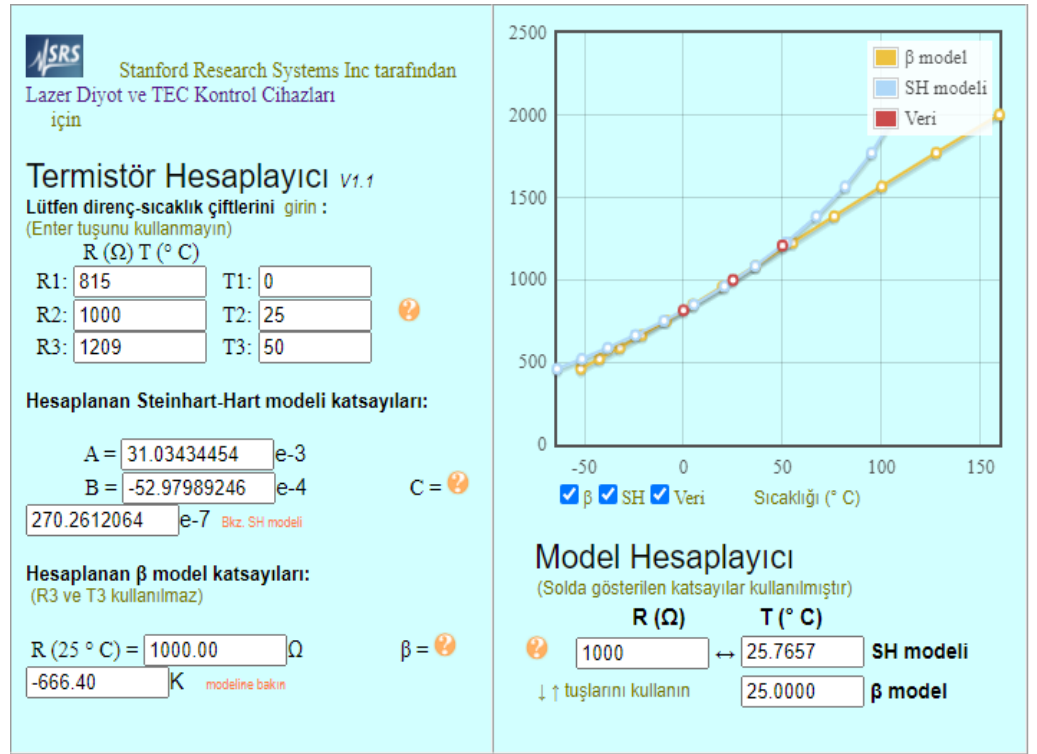 SRS
Stanford Research Systems Inc tarafından
Lazer Diyot ve TEC Kontrol Cihazları
için
Termistör Hesaplayıcı V1.1
Lütfen direnç-sıcaklık çiftlerini girin :
(Enter tuşunu kullanmayın)
R (Ω) T (° C)
R1: 815 T1: 0
R2: 1000 T2: 25 ?
R3: 1209 T3: 50
Hesaplanan Steinhart-Hart modeli katsayıları:
A = 31.03434454 e-3
B = -52.97989246 e-4 C = ?
270.2612064 e-7 Bkz. SH modeli
Hesaplanan β model katsayıları:
(R3 ve T3 kullanılmaz)
R (25 ° C) = 1000.00 Ω β = ?
-666.40 K modeline bakın
2500
2000
1500
1000
500
0
β model
SH modeli
Veri
-50 0 50 100 150
β SH Veri Sıcaklığı (° C)
Model Hesaplayıcı
(Solda gösterilen katsayılar kullanılmıştır)
R (Ω) T (° C)
? 1000 ↔ 25.7657 SH modeli
↓ ↑ tuşlarını kullanın 25.0000 β model